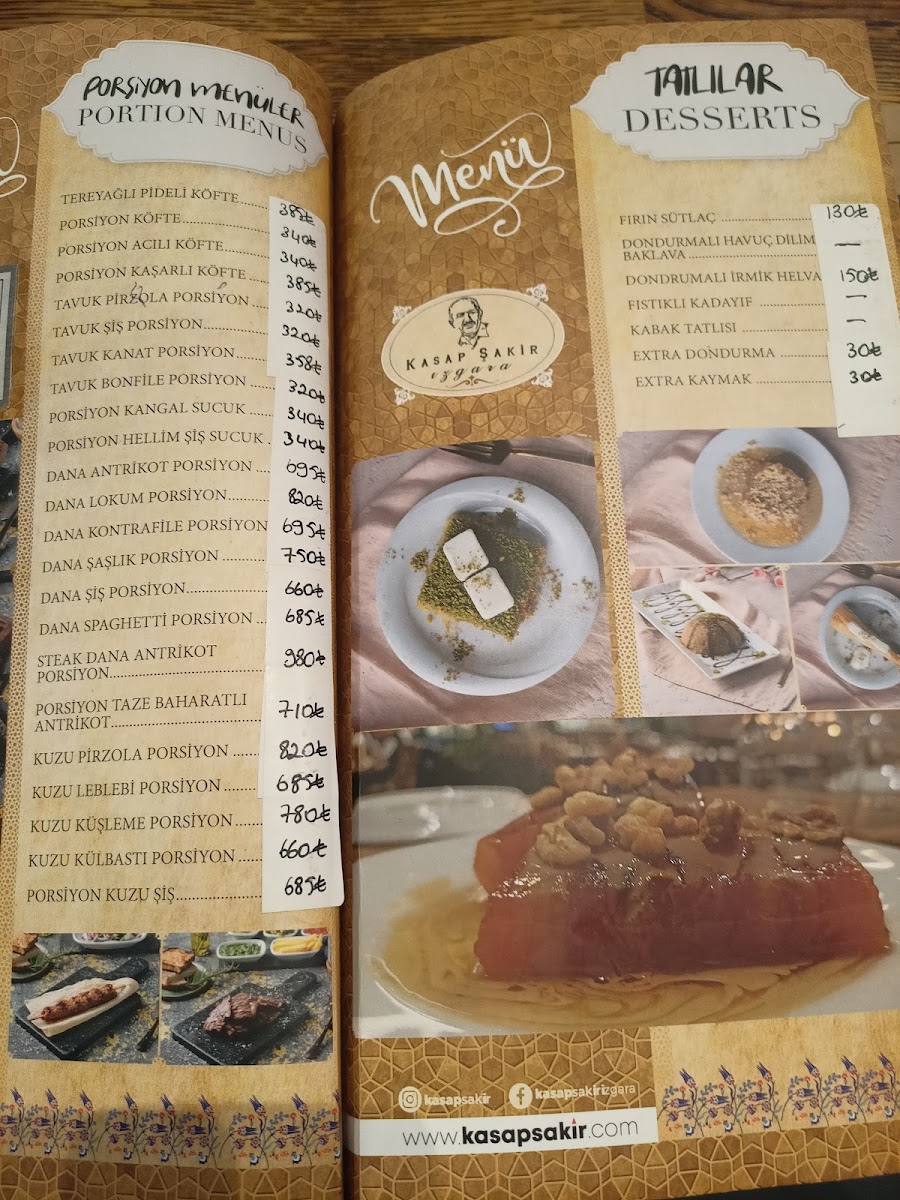 PORSİYON MENÜLER
PORTION MENUS
TEREYAĞLI PİDELİ KÖFTE...... 385₺
PORSİYON KÖFTE.................. 340₺
PORSİYON ACILI KÖFTE......... 340₺
PORSİYON KAŞARLI KÖFTE .... 385₺
TAVUK PİRZOLA PORSİYON .... 320₺
TAVUK ŞİŞ PORSİYON............. 320₺
TAVUK KANAT PORSİYON....... 358₺
TAVUK BONFİLE PORSİYON ..... 320₺
PORSİYON KANGAL SUCUK ..... 340₺
PORSİYON HELLİM ŞİŞ SUCUK . 340₺
DANA ANTRİKOT PORSİYON .... 695₺
DANA LOKUM PORSİYON......... 820₺
DANA KONTRAFİLE PORSİYON 695₺
DANA ŞAŞLIK PORSİYON ......... 750₺
DANA ŞİŞ PORSİYON............... 660₺
DANA SPAGHETTİ PORSİYON ... 685₺
STEAK DANA ANTRİKOT
PORSİYON............................ 980₺
PORSİYON TAZE BAHARATLI
ANTRİKOT............................ 710₺
KUZU PİRZOLA PORSİYON ...... 820₺
KUZU LEBLEBİ PORSİYON ....... 685₺
KUZU KÜŞLEME PORSİYON ...... 780₺
KUZU KÜLBASTI PORSİYON ..... 660₺
PORSİYON KUZU ŞİŞ................ 685₺
Menü
KASAP ŞAKİR
ızgara
TATLILAR
DESSERTS
FIRIN SÜTLAÇ ...................... 130₺
DONDURMALI HAVUÇ DİLİM
BAKLAVA ........................... —
DONDRUMALI İRMİK HELVA 150₺
FISTIKLI KADAYIF ................ —
KABAK TATLISI .................... —
EXTRA DONDURMA ............... 30₺
EXTRA KAYMAK ................... 30₺
kasapsakir
kasapsakirizgara
www.kasapsakir.com